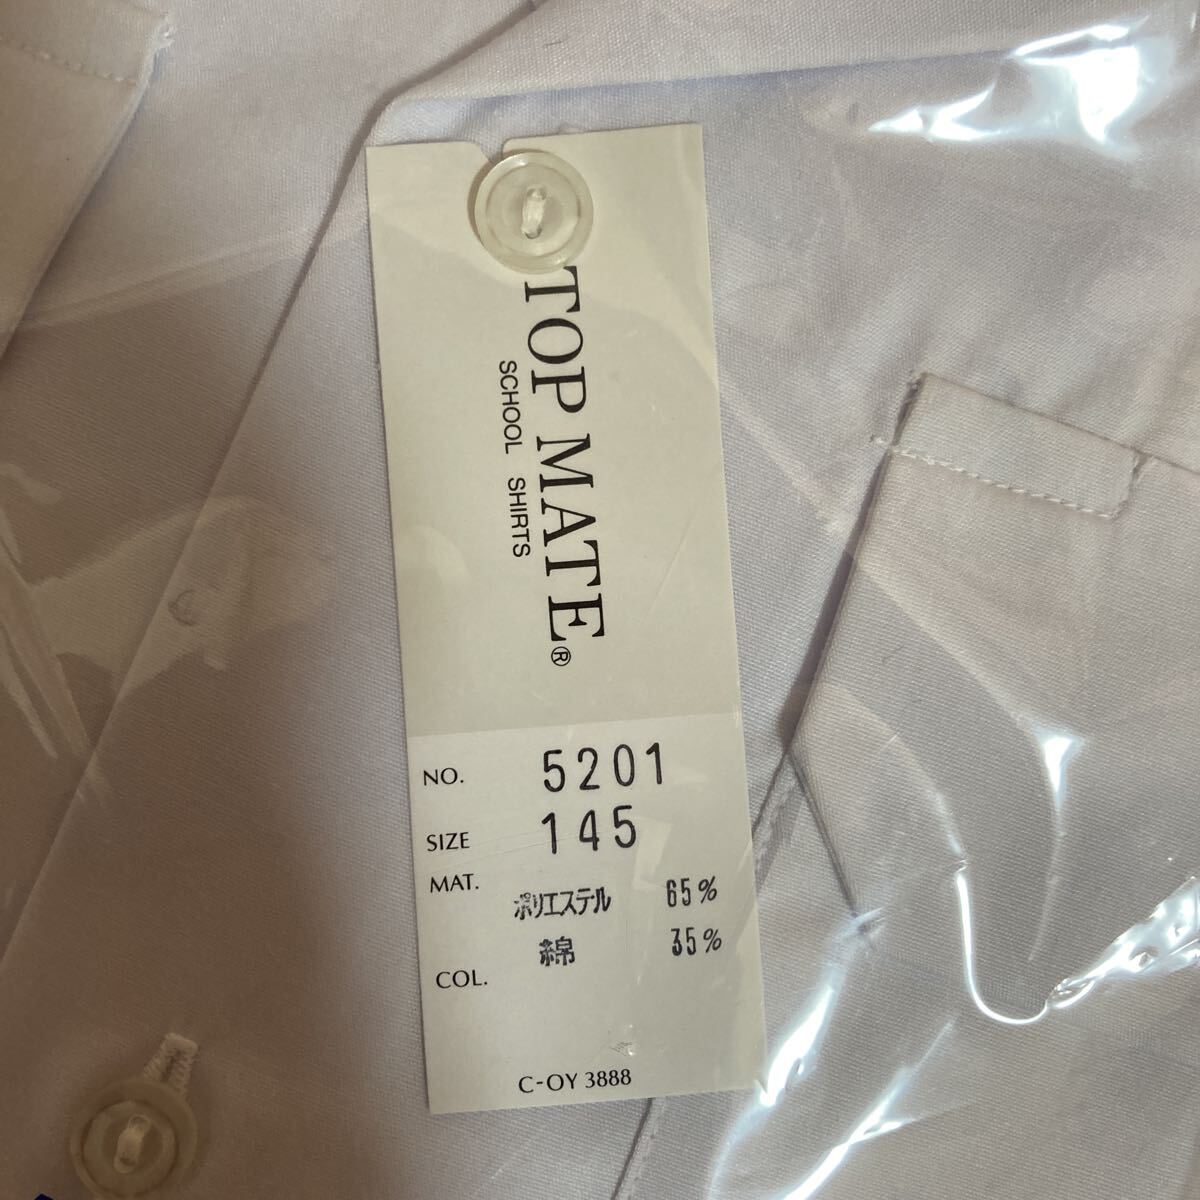 TOP MATE®
SCHOOL SHIRTS
NO. 5201
SIZE 145
MAT. ポリエステル 65%
綿 35%
COL.
C-OY 3888